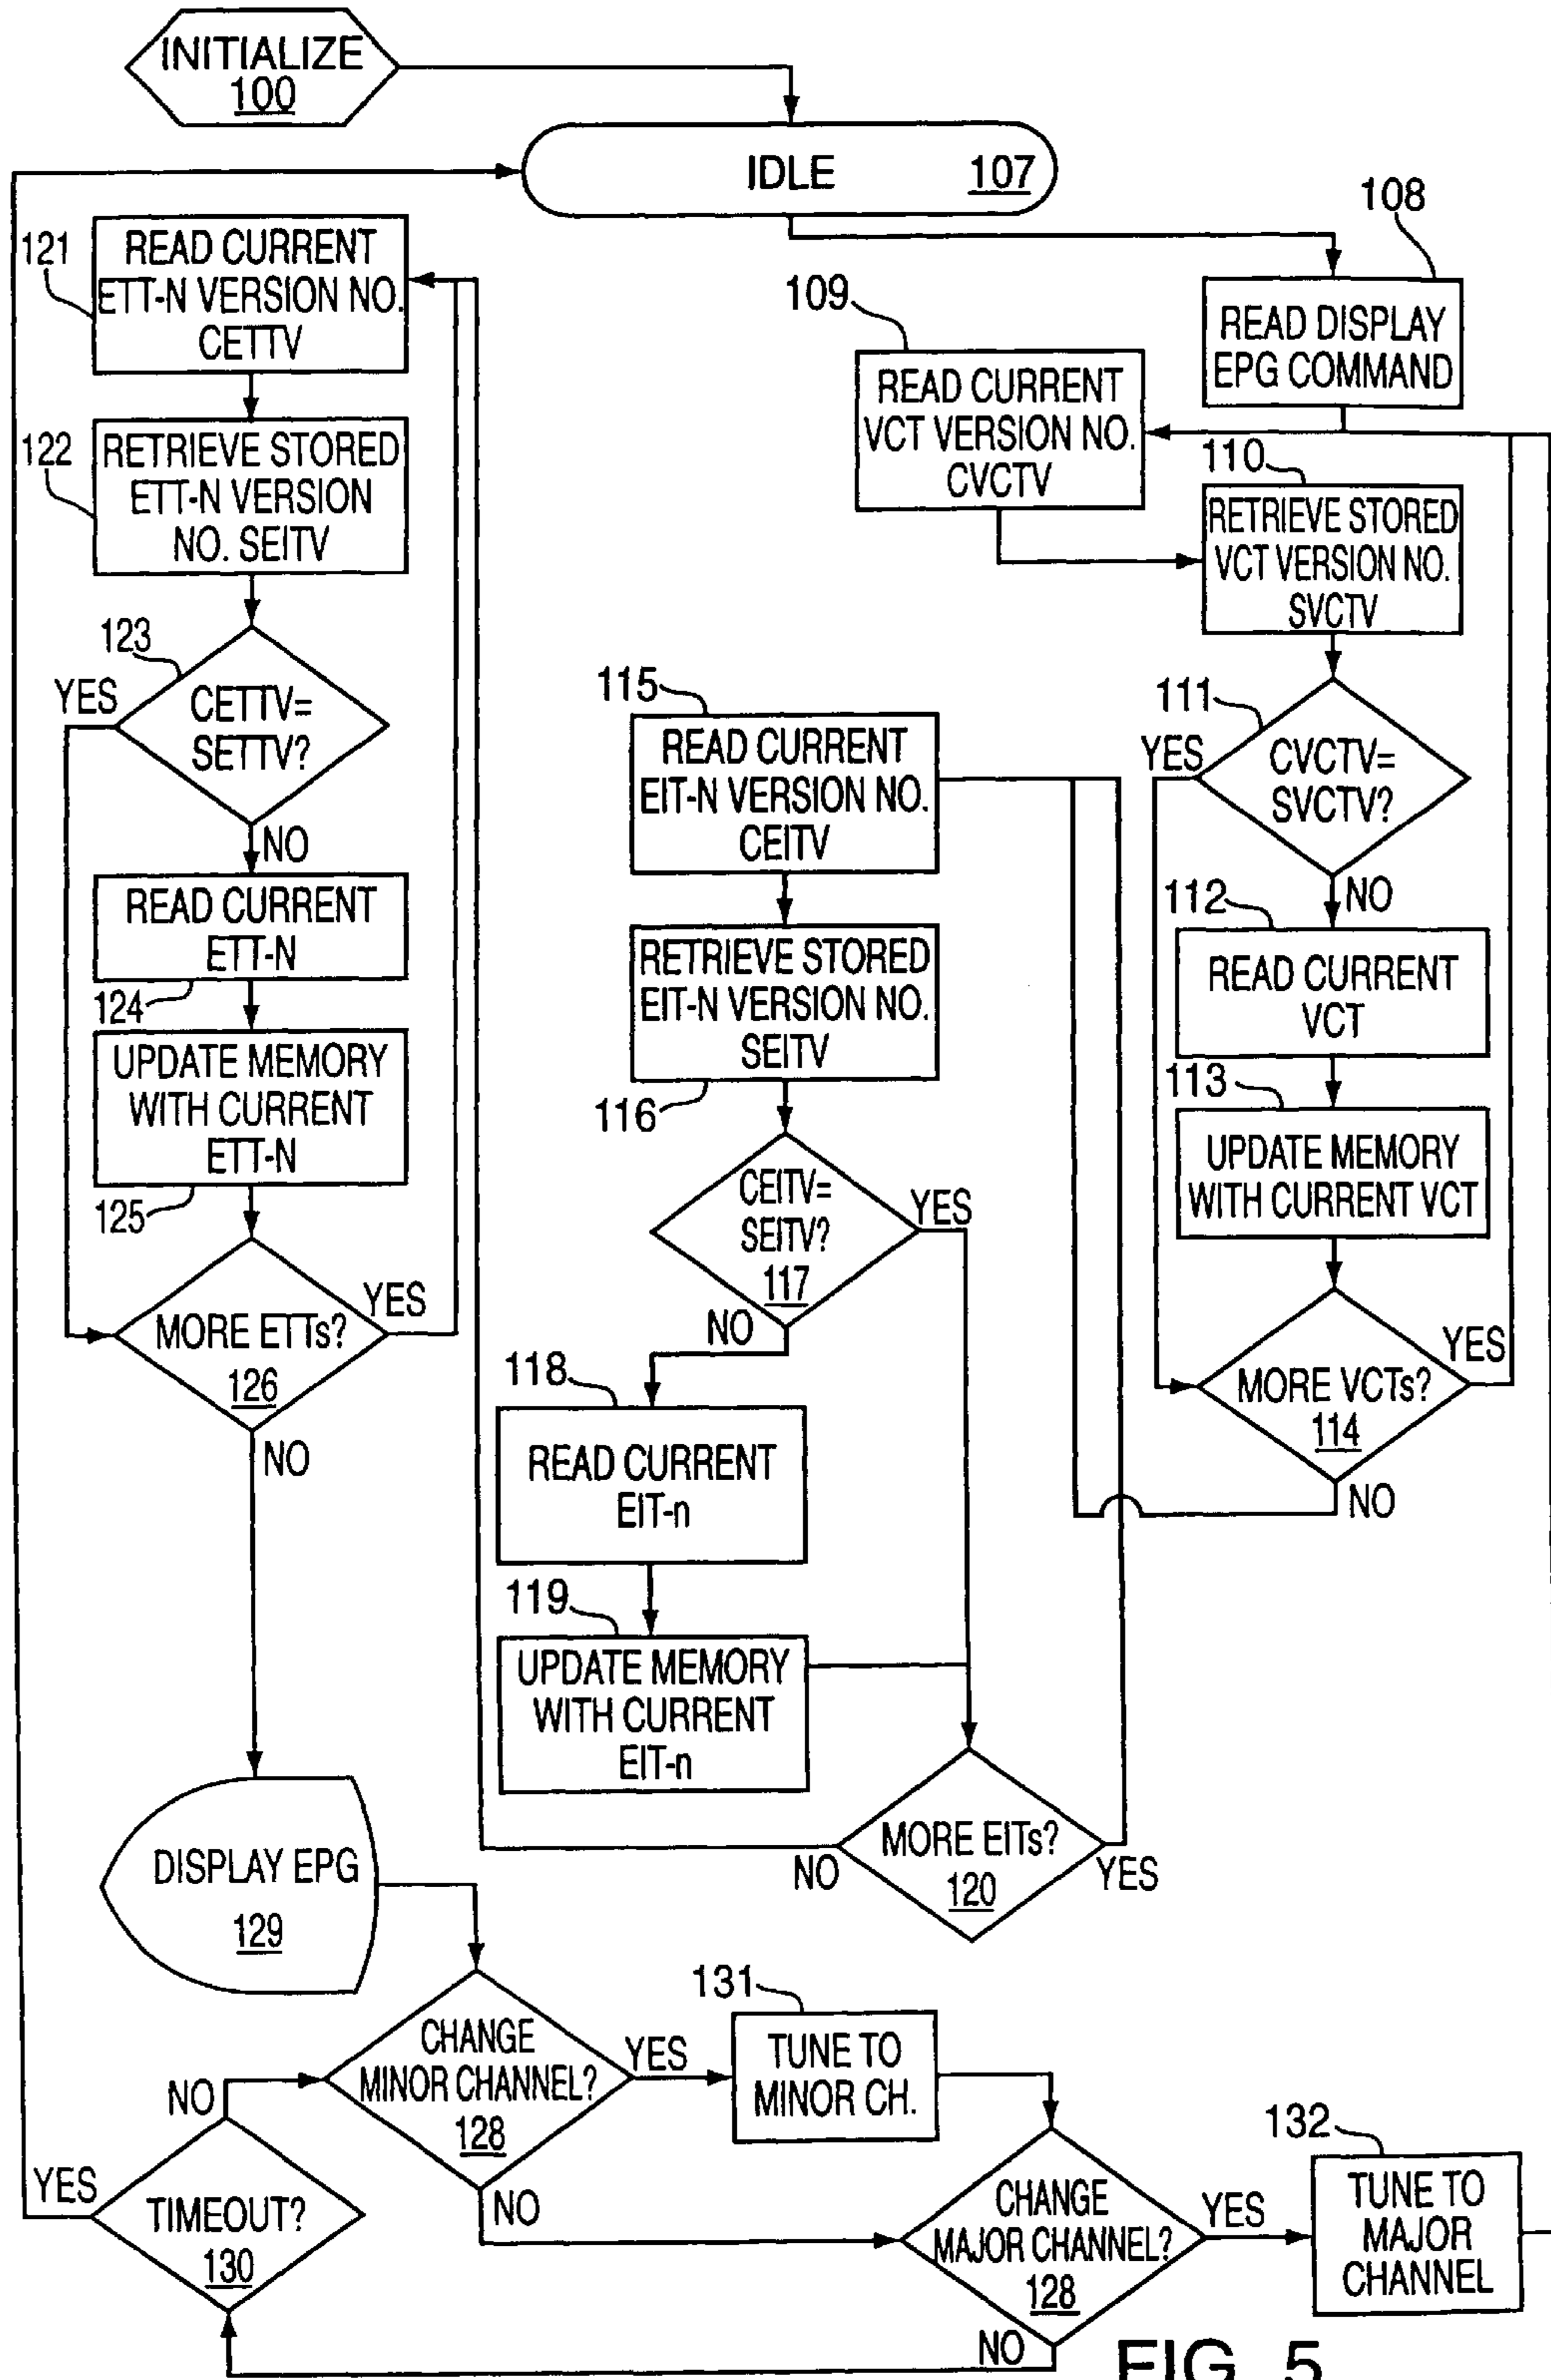 INITIALIZE
100
IDLE 107
108
READ DISPLAY
EPG COMMAND
109
READ CURRENT
VCT VERSION NO.
CVCTV
110
RETRIEVE STORED
VCT VERSION NO.
SVCTV
111
CVCTV=
SVCTV?
YES
NO
112
READ CURRENT
VCT
113
UPDATE MEMORY
WITH CURRENT VCT
MORE VCTs?
114
YES
NO
115
READ CURRENT
EIT-N VERSION NO.
CEITV
RETRIEVE STORED
EIT-N VERSION NO.
SEITV
116
CEITV=
SEITV?
117
YES
NO
118
READ CURRENT
EIT-n
119
UPDATE MEMORY
WITH CURRENT
EIT-n
MORE EITs?
120
NO
YES
121
READ CURRENT
ETT-N VERSION NO.
CETTV
122
RETRIEVE STORED
ETT-N VERSION
NO. SEITV
123
CETTV=
SETTV?
YES
NO
READ CURRENT
ETT-N
124
UPDATE MEMORY
WITH CURRENT
ETT-N
125
MORE ETTs?
126
YES
NO
DISPLAY EPG
129
CHANGE
MINOR CHANNEL?
128
YES
NO
131
TUNE TO
MINOR CH.
CHANGE
MAJOR CHANNEL?
128
YES
NO
132
TUNE TO
MAJOR
CHANNEL
TIMEOUT?
130
NO
YES
FIG. 5